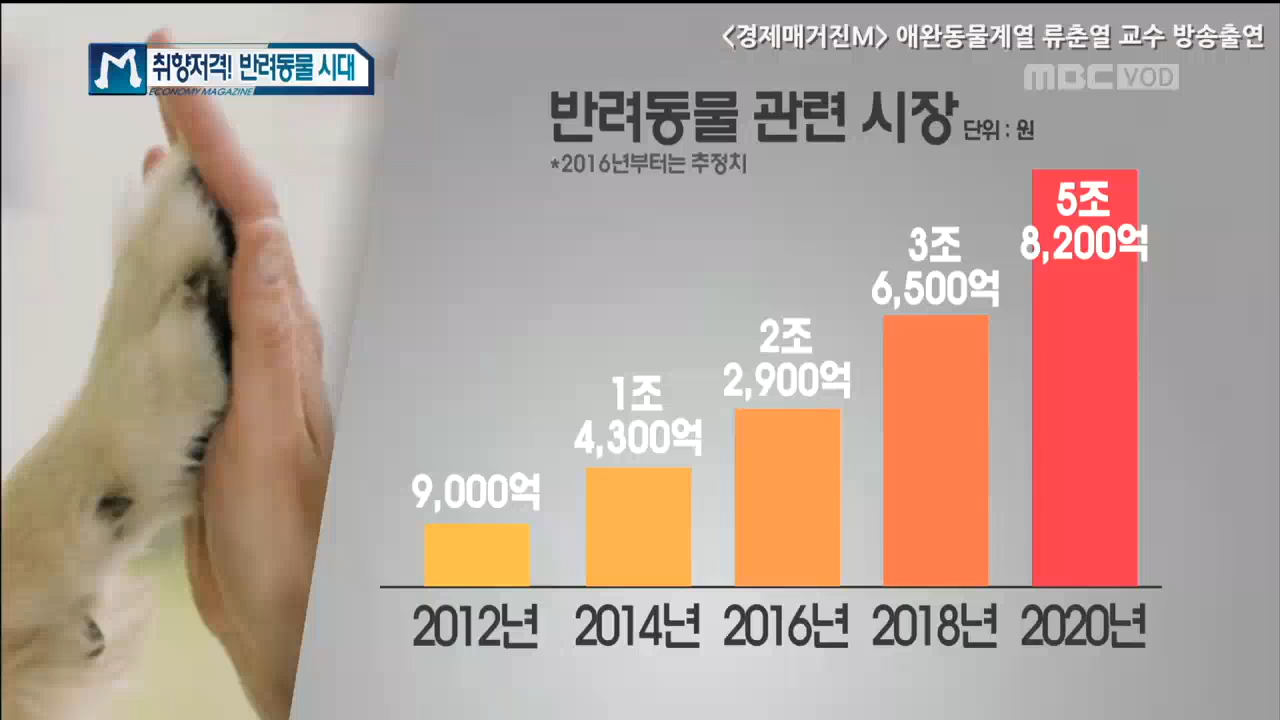 <경제매거진M> 애완동물계열 류춘열 교수 방송출연
M 취향저격! 반려동물 시대
ECONOMY MAGAZINE
MBC VOD
반려동물 관련 시장 단위 : 원
*2016년부터는 추정치
5조
8,200억
3조
6,500억
2조
2,900억
1조
4,300억
9,000억
2012년 2014년 2016년 2018년 2020년